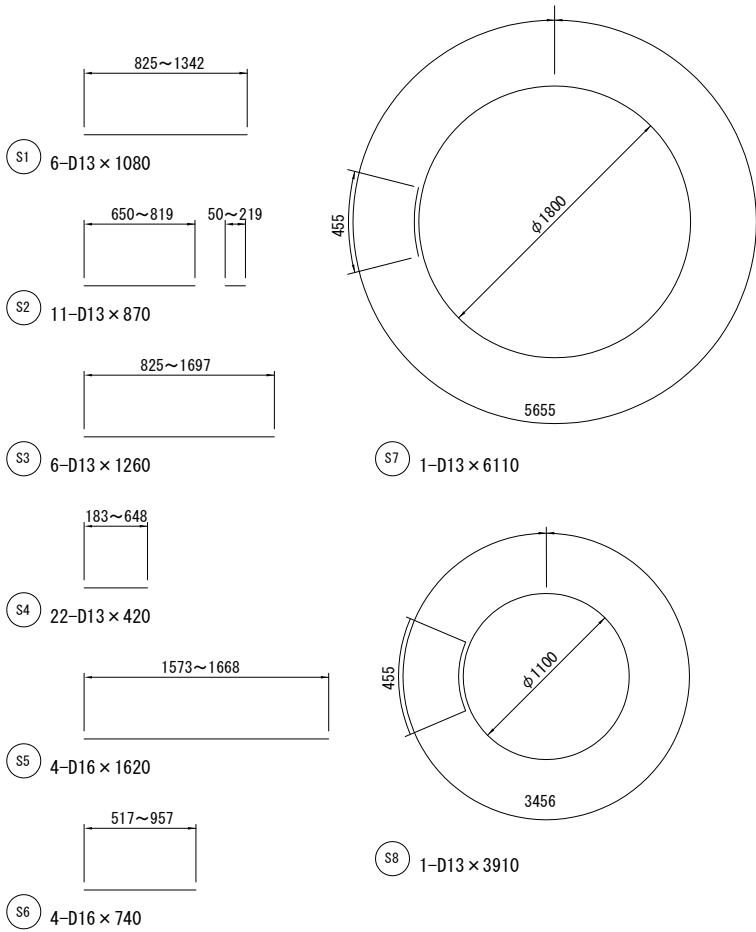 825～1342
S1 6-D13×1080
650～819 50～219
S2 11-D13×870
825～1697
S3 6-D13×1260
183～648
S4 22-D13×420
1573～1668
S5 4-D16×1620
517～957
S6 4-D16×740
455
φ1800
5655
S7 1-D13×6110
455
φ1100
3456
S8 1-D13×3910